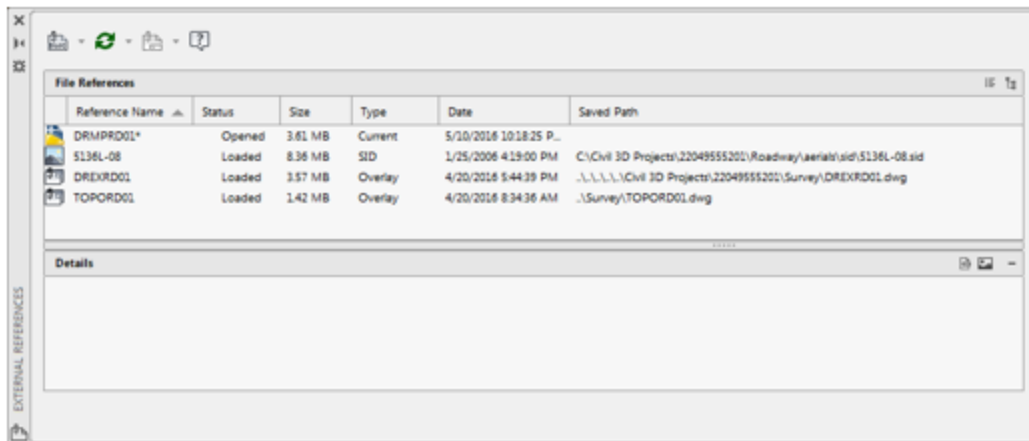 File References
Reference Name Status Size Type Date Saved Path
DRMPRD01* Opened 3.61 MB Current 5/10/2016 10:18:25 P...
5136L-08 Loaded 8.36 MB SID 1/25/2006 4:19:00 PM C:\Civil 3D Projects\22049555201\Roadway\aerials\sid\5136L-08.sid
DREXRD01 Loaded 3.57 MB Overlay 4/20/2016 5:44:39 PM ..\..\..\..\..\Civil 3D Projects\22049555201\Survey\DREXRD01.dwg
TOPORD01 Loaded 1.42 MB Overlay 4/20/2016 8:34:36 AM ..\Survey\TOPORD01.dwg
Details
EXTERNAL REFERENCES